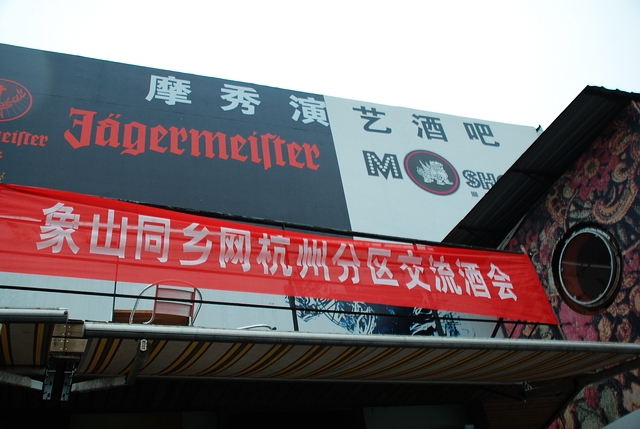 摩秀演艺酒吧
Jägermeister
M SHO
象山同乡网杭州分区交流酒会